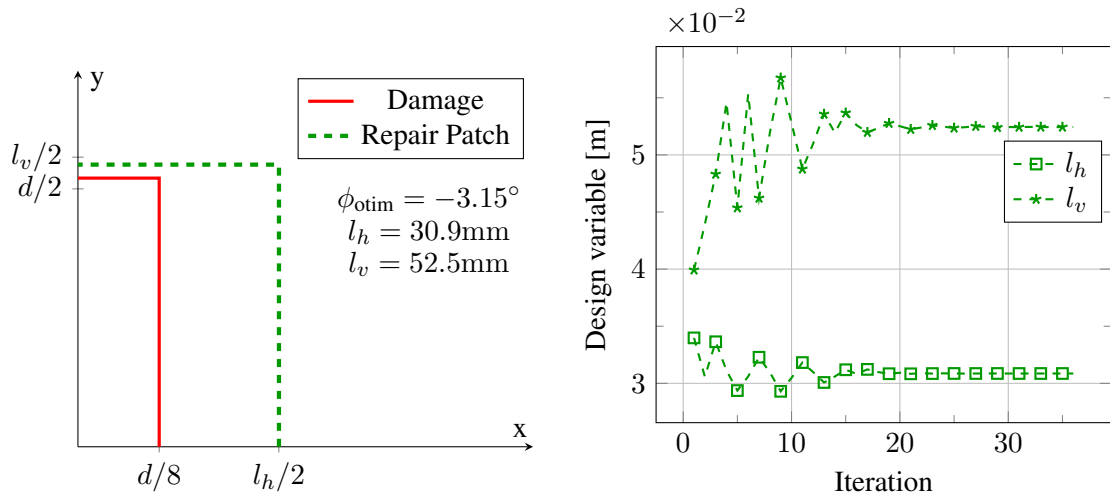 y
Damage
Repair Patch
l_v/2
d/2
ϕ_otim = −3.15°
l_h = 30.9mm
l_v = 52.5mm
x
d/8
l_h/2
×10^−2
Design variable [m]
5
4
3
l_h
l_v
0
10
20
30
Iteration